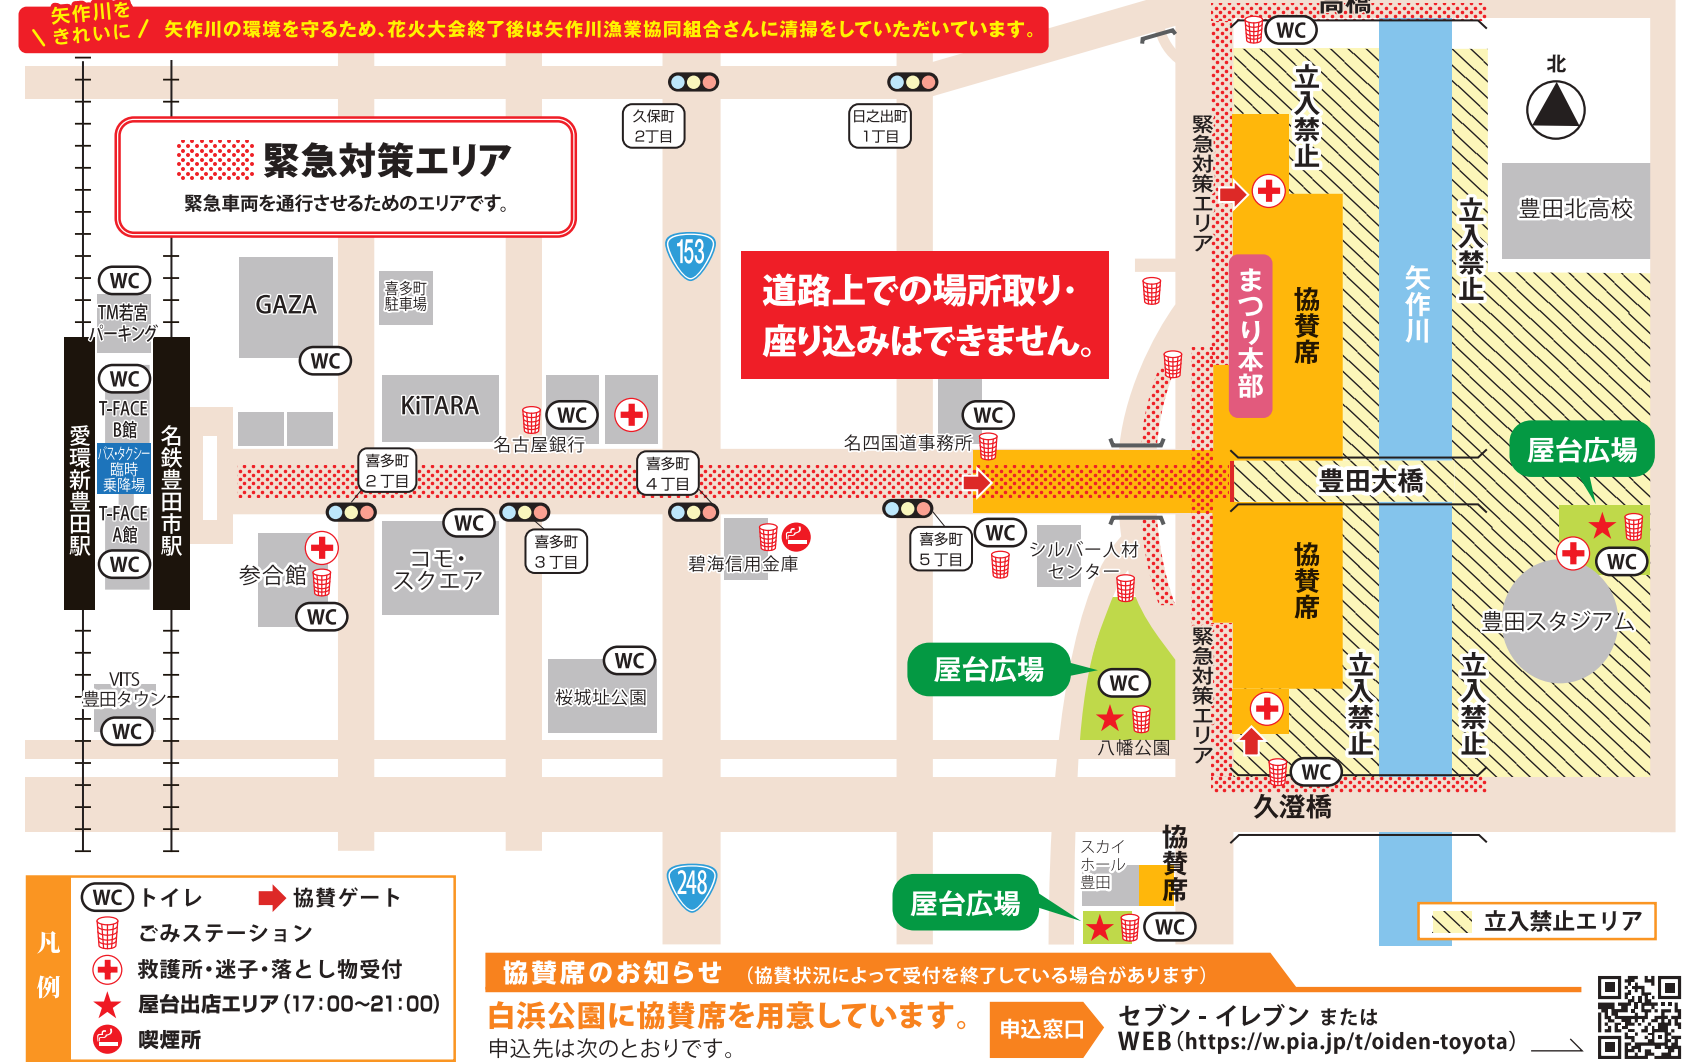 矢作川を
きれいに
矢作川の環境を守るため、花火大会終了後は矢作川漁業協同組合さんに清掃をしていただいています。
高橋
WC
緊急対策エリア
緊急車両を通行させるためのエリアです。
久保町
2丁目
日之出町
1丁目
立入禁止
北
緊急対策エリア
豊田北高校
立入禁止
153
道路上での場所取り・
座り込みはできません。
矢作川
まつり本部
協賛席
WC
TM若宮
パーキング
GAZA
WC
喜多町
駐車場
WC
T-FACE
B館
バス・タクシー
臨時
乗降場
T-FACE
A館
WC
愛環新豊田駅
名鉄豊田市駅
KiTARA
WC
名古屋銀行
WC
名四国道事務所
喜多町
2丁目
喜多町
4丁目
豊田大橋
屋台広場
WC
コモ・
スクエア
喜多町
3丁目
碧海信用金庫
喜多町
5丁目
WC
シルバー人材
センター
協賛席
WC
参合館
WC
豊田スタジアム
VITS
豊田タウン
WC
WC
桜城址公園
屋台広場
WC
八幡公園
緊急対策エリア
立入禁止
立入禁止
WC
久澄橋
スカイ
ホール
豊田
協賛席
248
屋台広場
WC
立入禁止エリア
凡例
WC トイレ
協賛ゲート
ごみステーション
救護所・迷子・落とし物受付
屋台出店エリア(17:00~21:00)
喫煙所
協賛席のお知らせ (協賛状況によって受付を終了している場合があります)
白浜公園に協賛席を用意しています。
申込先は次のとおりです。
申込窓口
セブン-イレブン または
WEB(https://w.pia.jp/t/oiden-toyota)